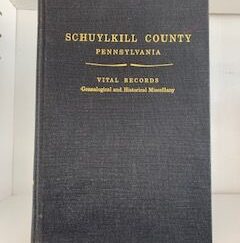 SCHUYLKILL COUNTY
PENNSYLVANIA
VITAL RECORDS
Genealogical and Historical Miscellany